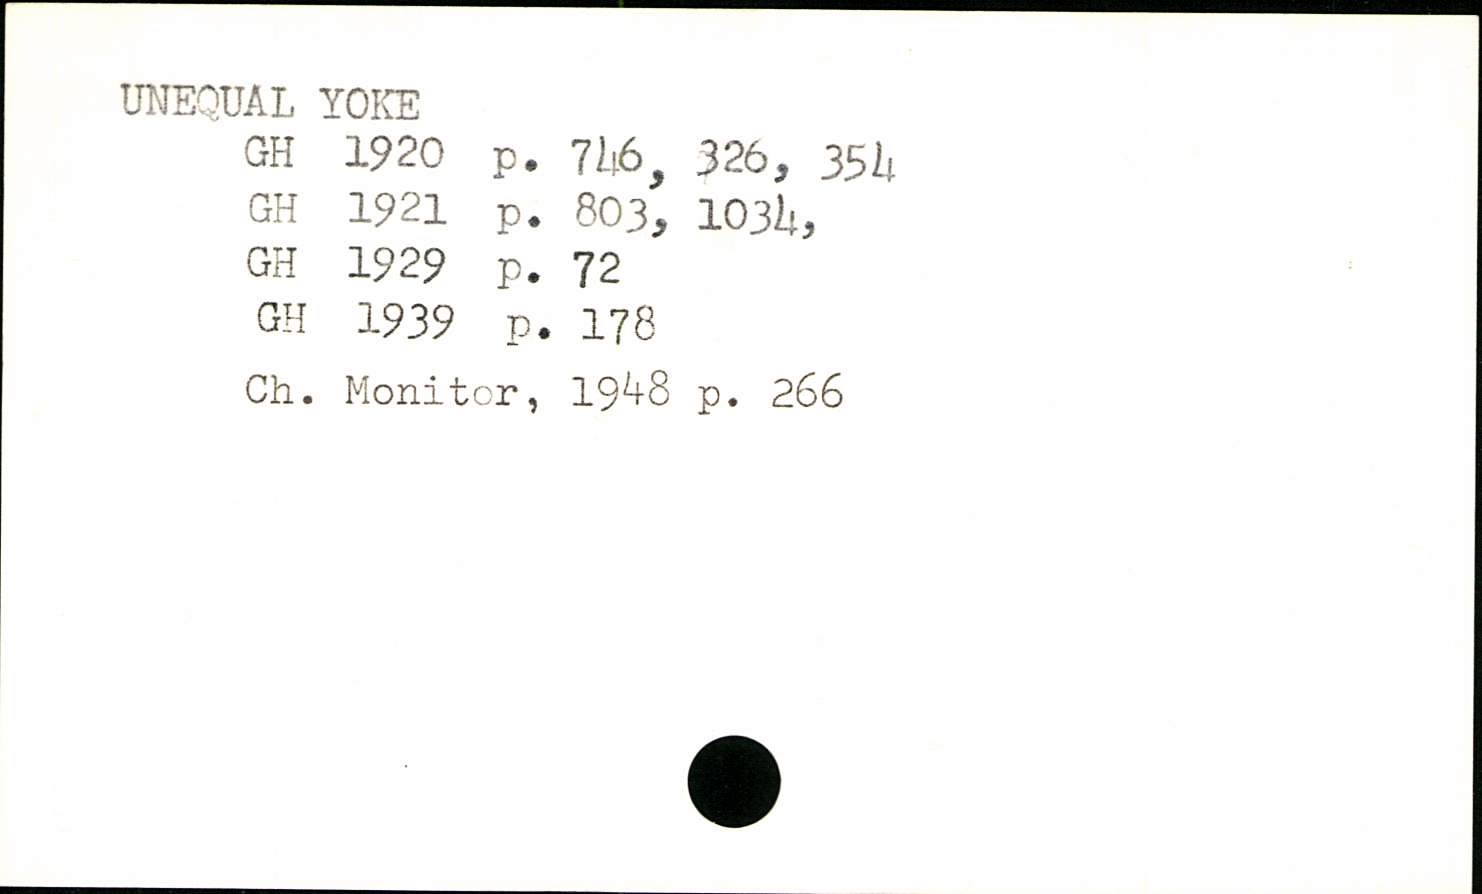 UNEQUAL YOKE
GH 1920 p. 746, 326, 354
GH 1921 p. 803, 1034,
GH 1929 p. 72
GH 1939 p. 178
Ch. Monitor, 1948 p. 266